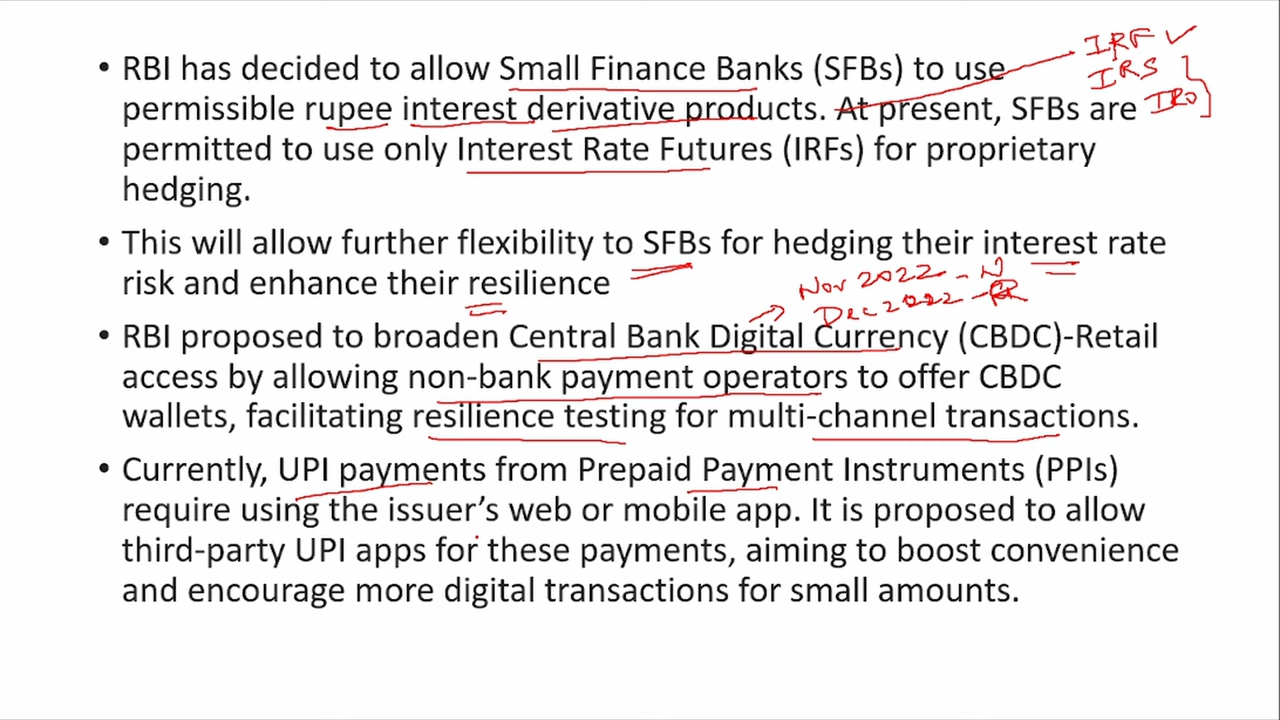 • RBI has decided to allow Small Finance Banks (SFBs) to use
IRF ✓
IRS
permissible rupee interest derivative products. At present, SFBs are
IRO
permitted to use only Interest Rate Futures (IRFs) for proprietary
hedging.
• This will allow further flexibility to SFBs for hedging their interest rate
risk and enhance their resilience
Nov 2022 - W
Dec 2022 - R
• RBI proposed to broaden Central Bank Digital Currency (CBDC)-Retail
access by allowing non-bank payment operators to offer CBDC
wallets, facilitating resilience testing for multi-channel transactions.
• Currently, UPI payments from Prepaid Payment Instruments (PPIs)
require using the issuer’s web or mobile app. It is proposed to allow
third-party UPI apps for these payments, aiming to boost convenience
and encourage more digital transactions for small amounts.